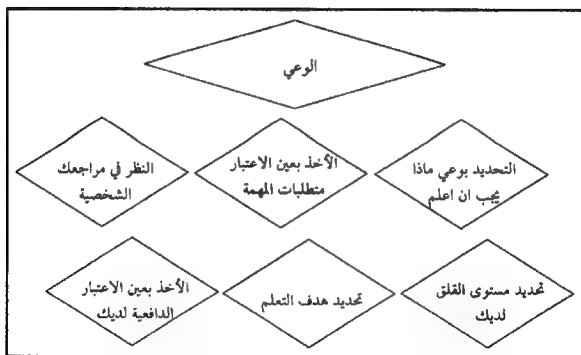 الوعي
التحديد بوعي ماذا
يجب ان اعلم
الأخذ بعين الاعتبار
متطلبات المهمة
النظر في مراجعك
الشخصية
تحديد مستوى القلق
لديك
تحديد هدف التعلم
الأخذ بعين الاعتبار
الدافعية لديك